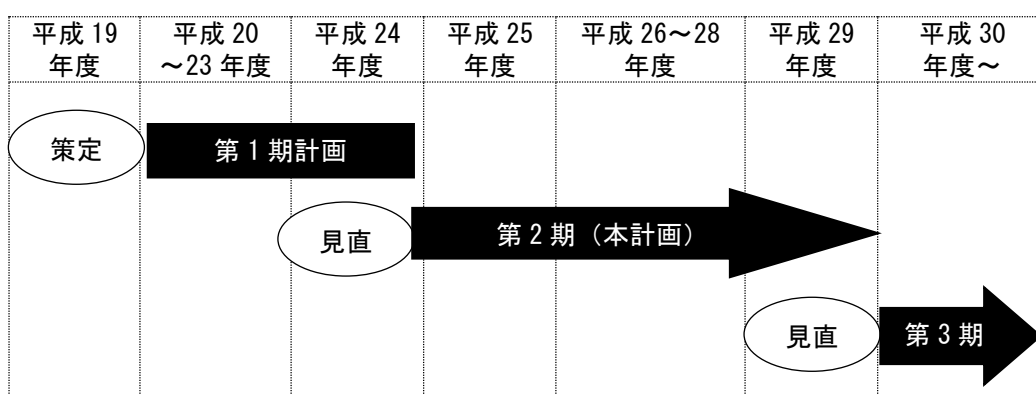 平成 19
年度
平成 20
～23 年度
平成 24
年度
平成 25
年度
平成 26～28
年度
平成 29
年度
平成 30
年度～
策定
第 1 期計画
見直
第 2 期（本計画）
見直
第 3 期